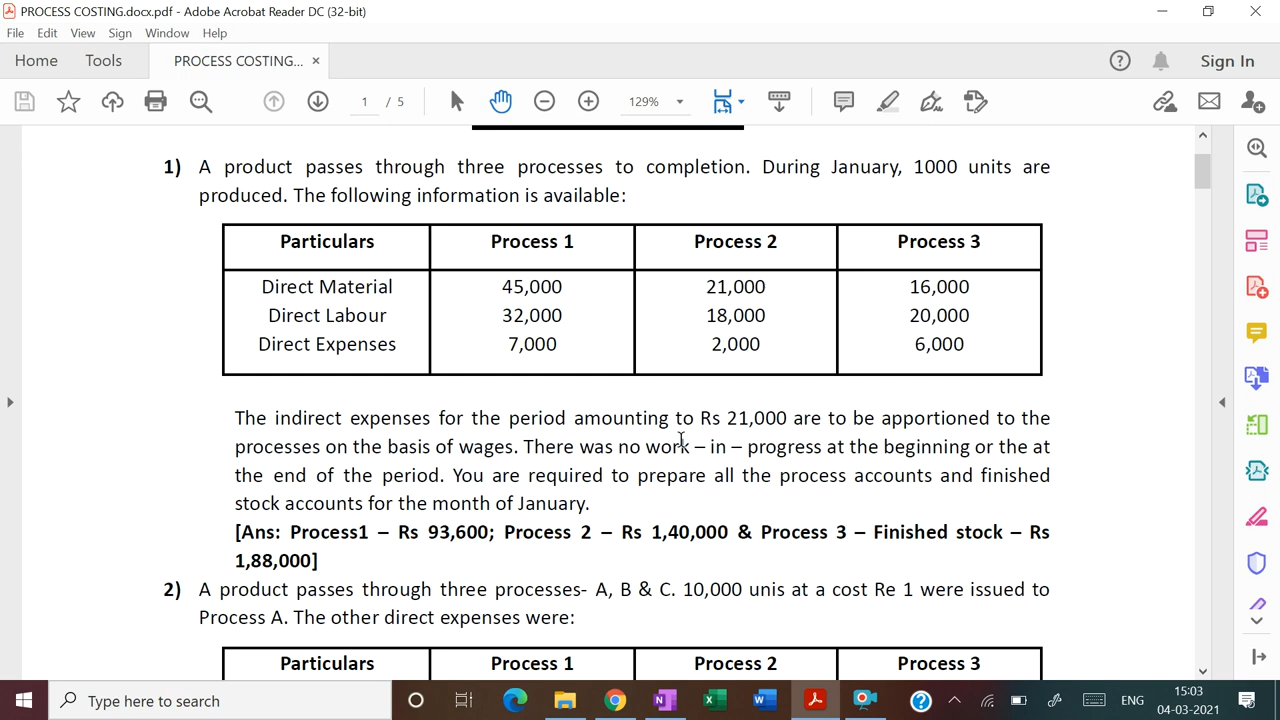 PROCESS COSTING.docx.pdf - Adobe Acrobat Reader DC (32-bit)
File Edit View Sign Window Help
Home Tools PROCESS COSTING... × Sign In
1 / 5 129%
1) A product passes through three processes to completion. During January, 1000 units are
produced. The following information is available:
Particulars Process 1 Process 2 Process 3
Direct Material 45,000 21,000 16,000
Direct Labour 32,000 18,000 20,000
Direct Expenses 7,000 2,000 6,000
The indirect expenses for the period amounting to Rs 21,000 are to be apportioned to the
processes on the basis of wages. There was no work – in – progress at the beginning or the at
the end of the period. You are required to prepare all the process accounts and finished
stock accounts for the month of January.
[Ans: Process1 – Rs 93,600; Process 2 – Rs 1,40,000 & Process 3 – Finished stock – Rs
1,88,000]
2) A product passes through three processes- A, B & C. 10,000 unis at a cost Re 1 were issued to
Process A. The other direct expenses were:
Particulars Process 1 Process 2 Process 3
Type here to search
ENG
15:03
04-03-2021